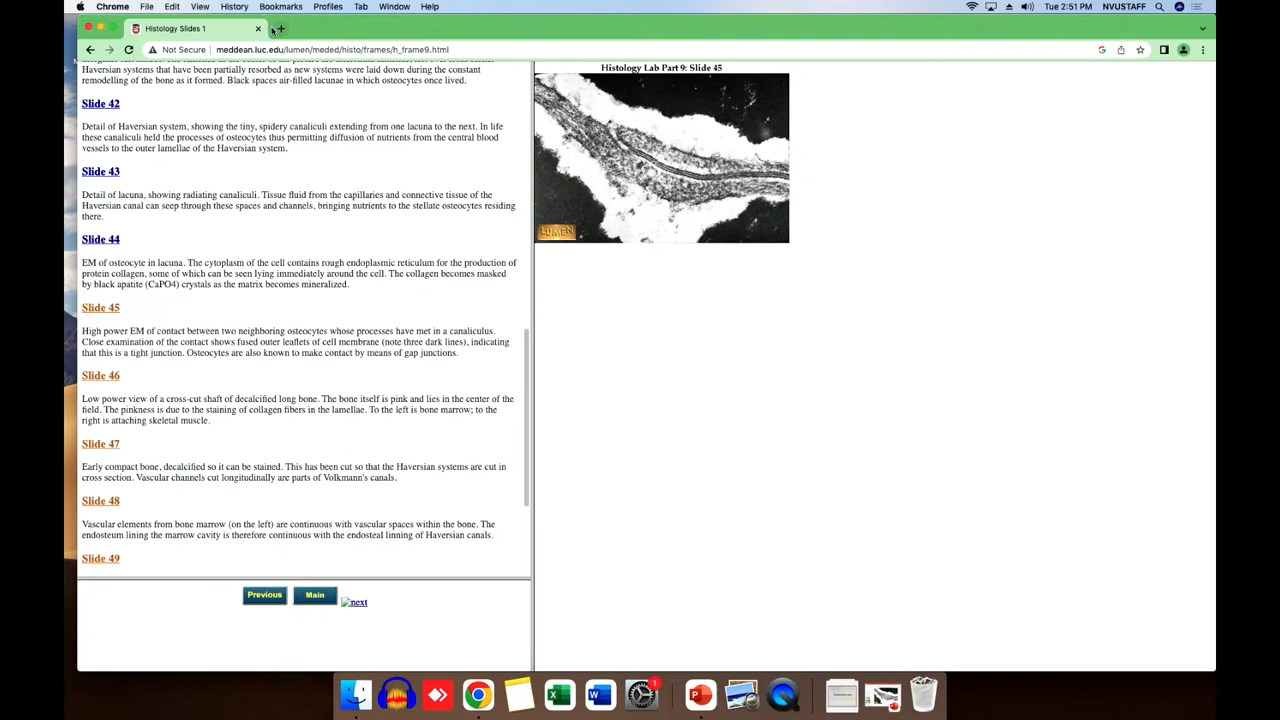 Chrome File Edit View History Bookmarks Profiles Tab Window Help
Tue 2:51 PM NVUSTAFF
Histology Slides 1
Not Secure meddean.luc.edu/lumen/meded/histo/frames/h_frame9.html
Haversian systems that have been partially resorbed as new systems were laid down during the constant
remodelling of the bone as it formed. Black spaces air-filled lacunae in which osteocytes once lived.
Slide 42
Detail of Haversian system, showing the tiny, spidery canaliculi extending from one lacuna to the next. In life
these canaliculi held the processes of osteocytes thus permitting diffusion of nutrients from the central blood
vessels to the outer lamellae of the Haversian system.
Slide 43
Detail of lacuna, showing radiating canaliculi. Tissue fluid from the capillaries and connective tissue of the
Haversian canal can seep through these spaces and channels, bringing nutrients to the stellate osteocytes residing
there.
Slide 44
EM of osteocyte in lacuna. The cytoplasm of the cell contains rough endoplasmic reticulum for the production of
protein collagen, some of which can be seen lying immediately around the cell. The collagen becomes masked
by black apatite (CaPO4) crystals as the matrix becomes mineralized.
Slide 45
High power EM of contact between two neighboring osteocytes whose processes have met in a canaliculus.
Close examination of the contact shows fused outer leaflets of cell membrane (note three dark lines), indicating
that this is a tight junction. Osteocytes are also known to make contact by means of gap junctions.
Slide 46
Low power view of a cross-cut shaft of decalcified long bone. The bone itself is pink and lies in the center of the
field. The pinkness is due to the staining of collagen fibers in the lamellae. To the left is bone marrow; to the
right is attaching skeletal muscle.
Slide 47
Early compact bone, decalcified so it can be stained. This has been cut so that the Haversian systems are cut in
cross section. Vascular channels cut longitudinally are parts of Volkmann's canals.
Slide 48
Vascular elements from bone marrow (on the left) are continuous with vascular spaces within the bone. The
endosteum lining the marrow cavity is therefore continuous with the endosteal linning of Haversian canals.
Slide 49
Previous Main next
Histology Lab Part 9: Slide 45
LUMEN
1